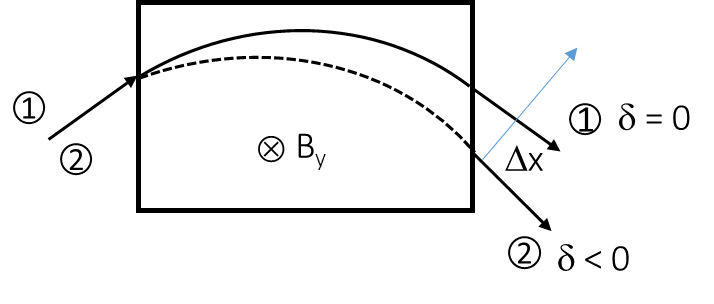 ①
②
⊗ By
① δ = 0
Δx
② δ < 0